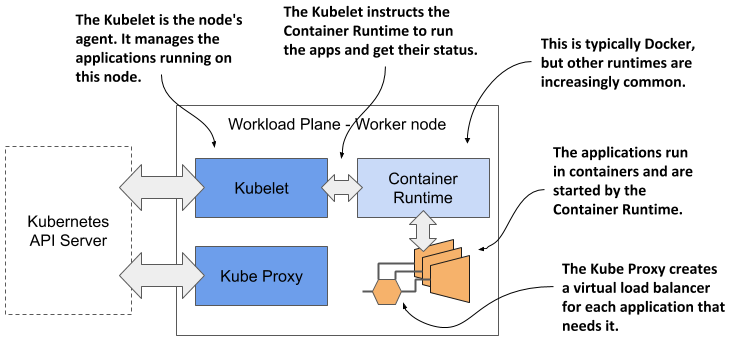 The Kubelet is the node's
agent. It manages the
applications running on
this node.
The Kubelet instructs the
Container Runtime to run
the apps and get their status.
This is typically Docker,
but other runtimes are
increasingly common.
Workload Plane - Worker node
Kubernetes
API Server
Kubelet
Container
Runtime
The applications run
in containers and are
started by the
Container Runtime.
Kube Proxy
The Kube Proxy creates
a virtual load balancer
for each application that
needs it.